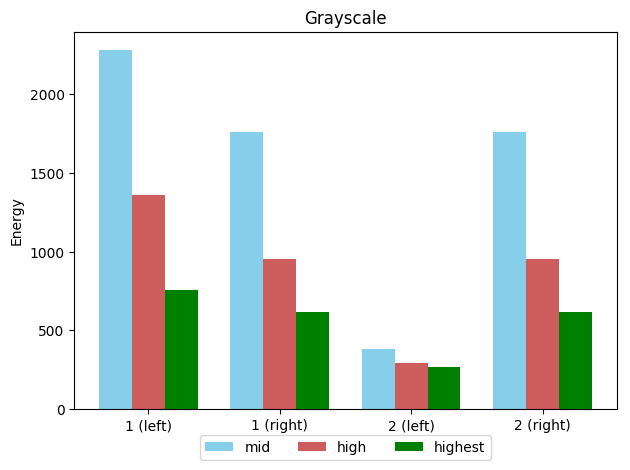 Grayscale
Energy
2000
1500
1000
500
0
1 (left) 1 (right) 2 (left) 2 (right)
mid high highest